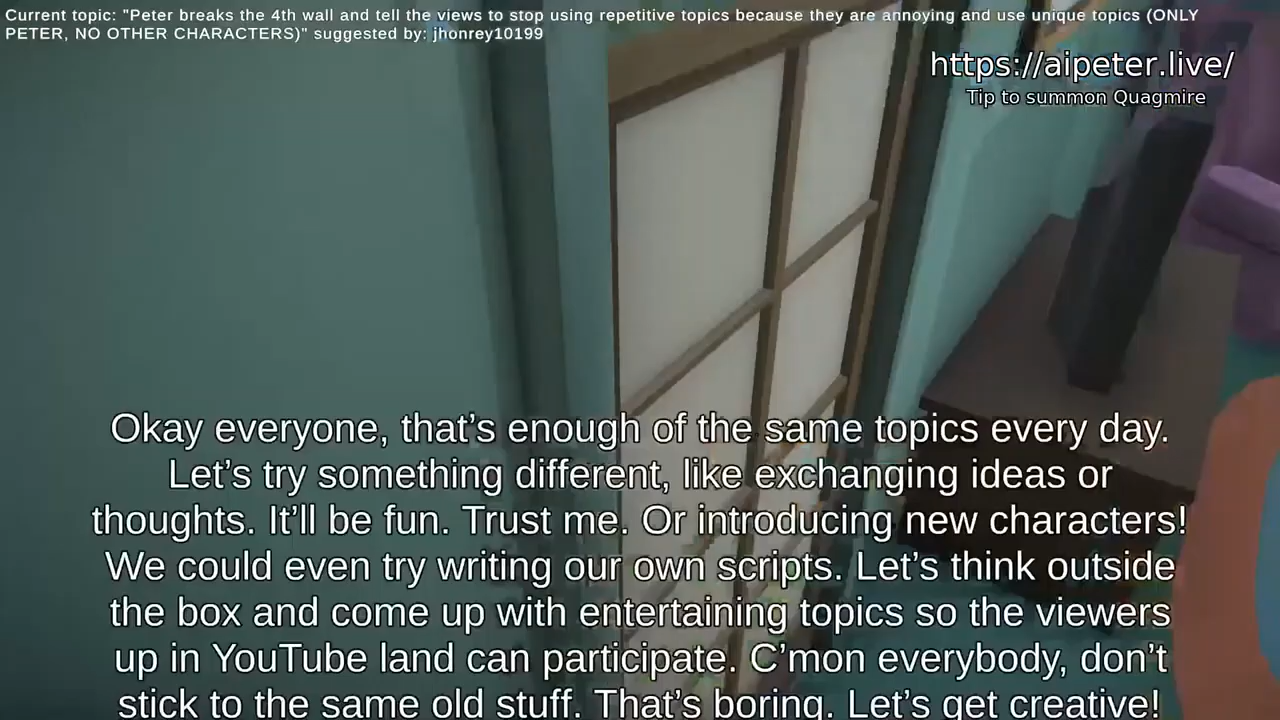 Current topic: "Peter breaks the 4th wall and tell the views to stop using repetitive topics because they are annoying and use unique topics (ONLY
PETER, NO OTHER CHARACTERS)" suggested by: jhonrey10199
https://aipeter.live/
Tip to summon Quagmire
Okay everyone, that’s enough of the same topics every day.
Let’s try something different, like exchanging ideas or
thoughts. It’ll be fun. Trust me. Or introducing new characters!
We could even try writing our own scripts. Let’s think outside
the box and come up with entertaining topics so the viewers
up in YouTube land can participate. C’mon everybody, don’t
stick to the same old stuff. That’s boring. Let’s get creative!